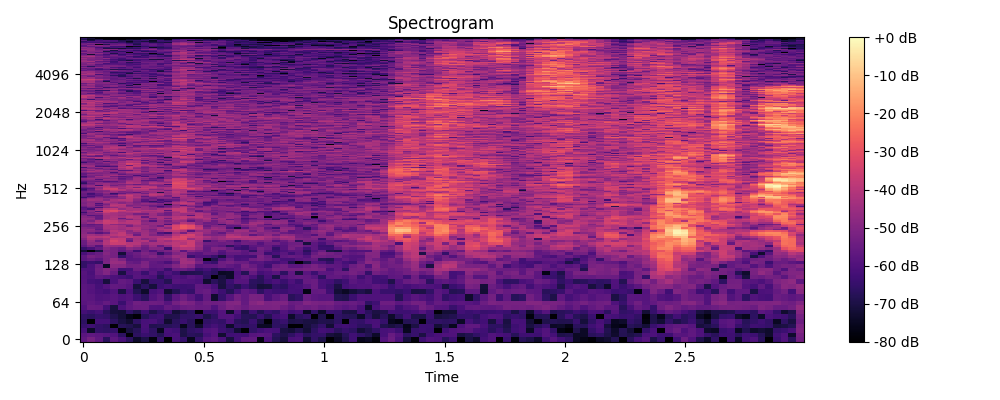 Spectrogram
Hz
4096
2048
1024
512
256
128
64
0
0
0.5
1
1.5
2
2.5
Time
+0 dB
-10 dB
-20 dB
-30 dB
-40 dB
-50 dB
-60 dB
-70 dB
-80 dB